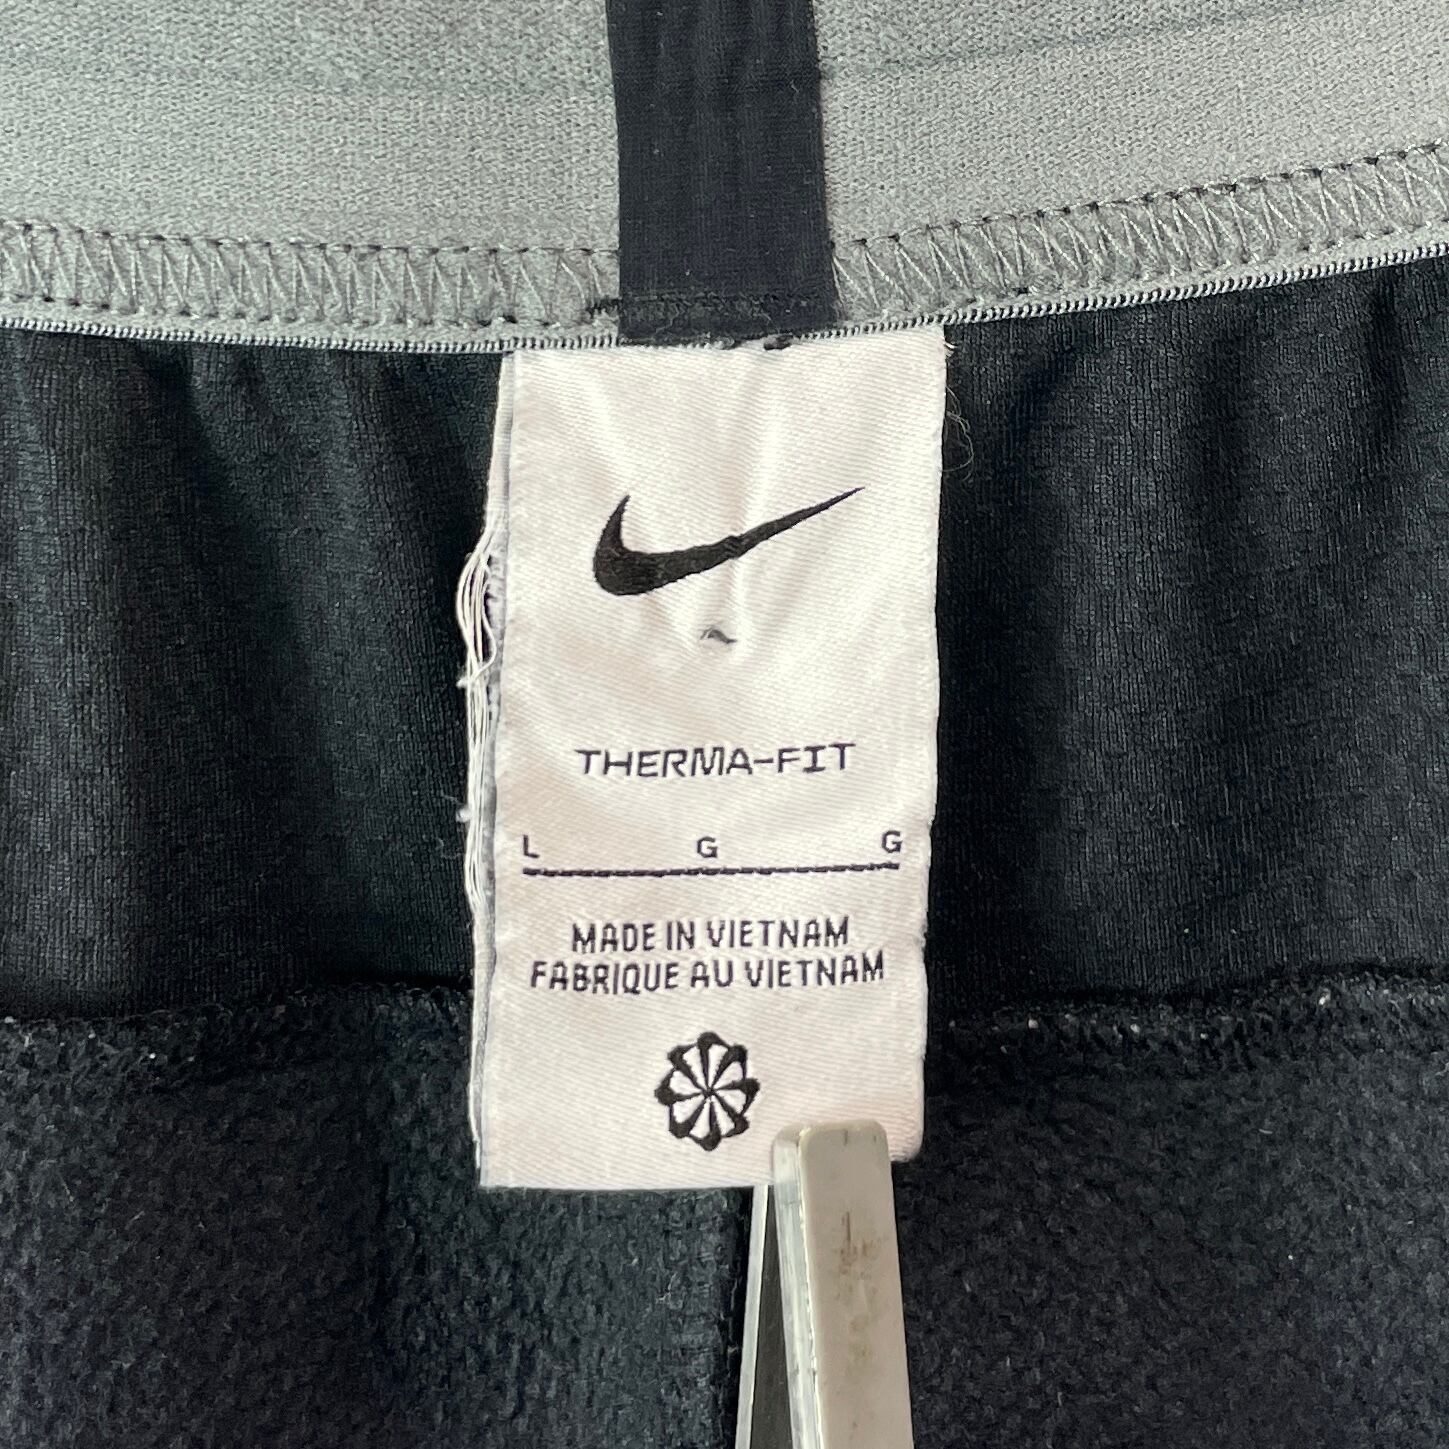 THERMA-FIT
L G G
MADE IN VIETNAM
FABRIQUE AU VIETNAM